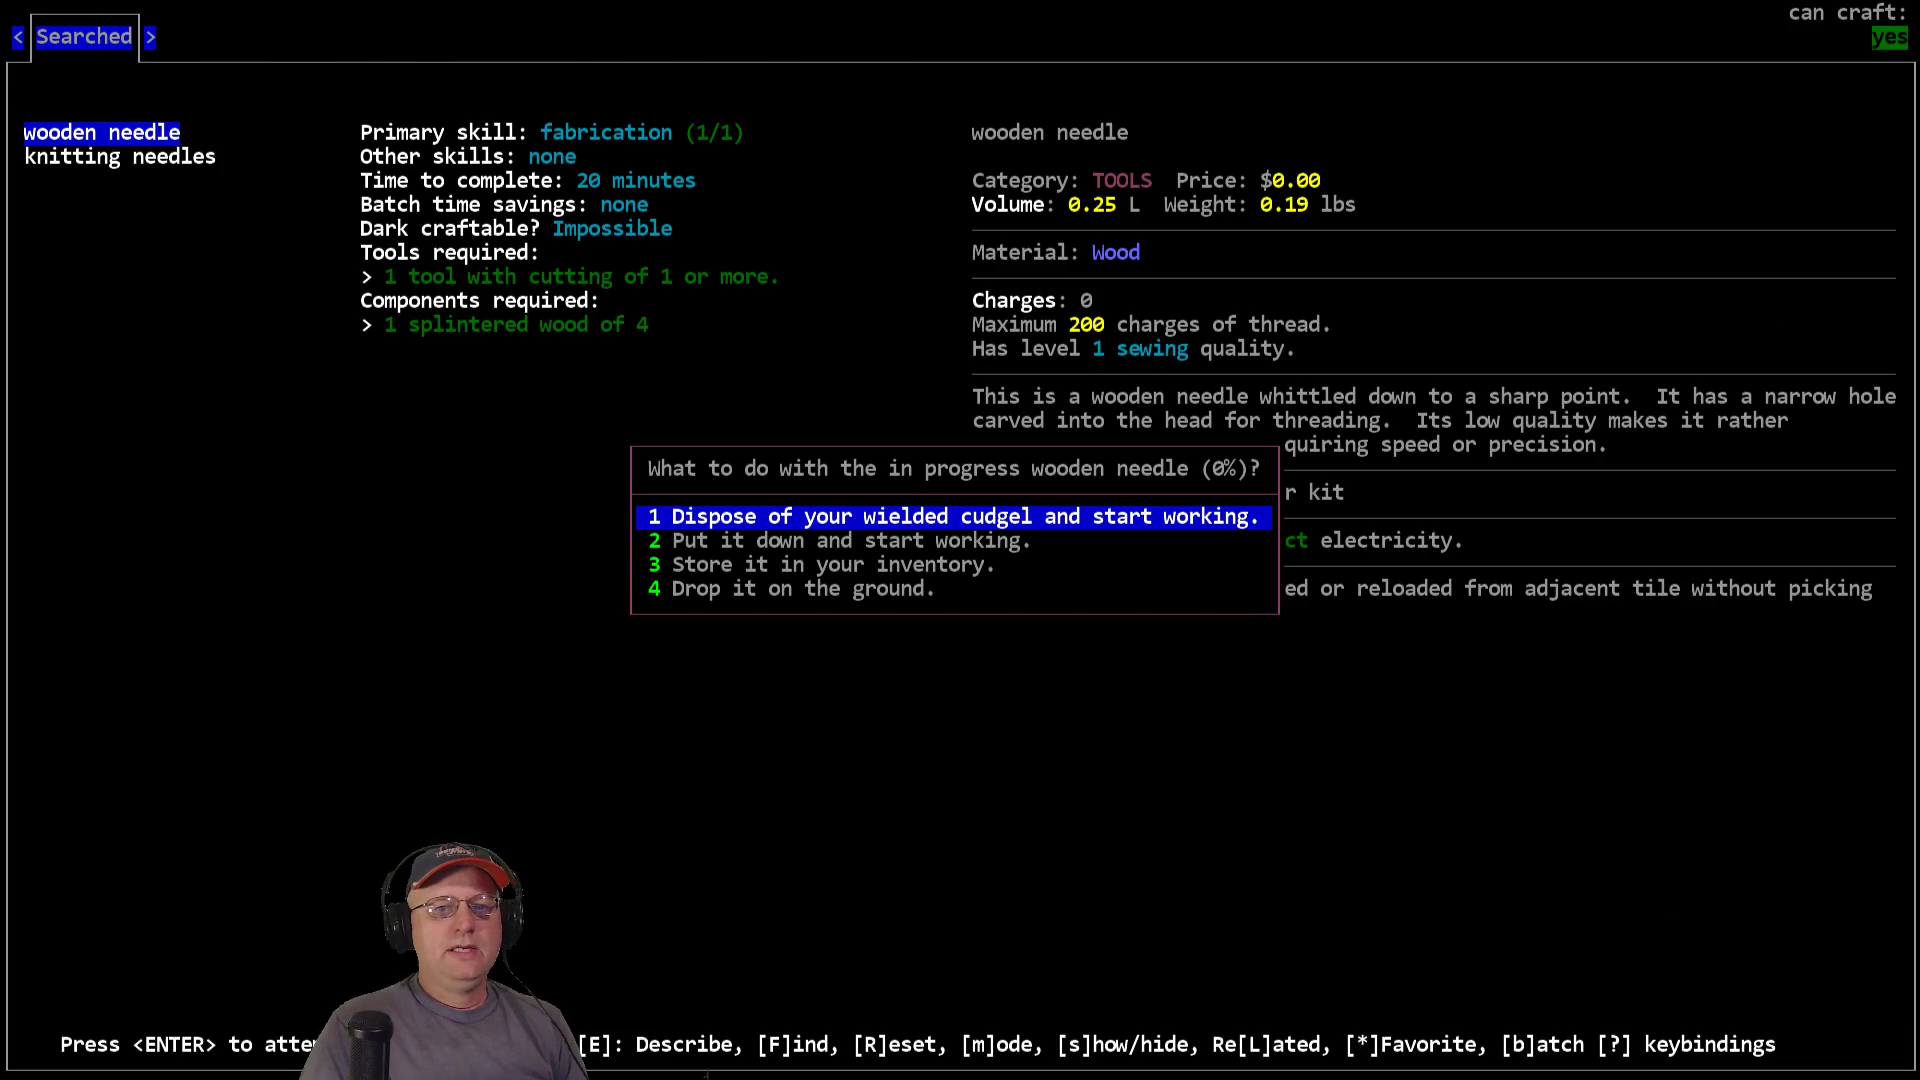 can craft:
< Searched >
yes
wooden needle
knitting needles
Primary skill: fabrication (1/1)
Other skills: none
Time to complete: 20 minutes
Batch time savings: none
Dark craftable? Impossible
Tools required:
> 1 tool with cutting of 1 or more.
Components required:
> 1 splintered wood of 4
wooden needle
Category: TOOLS  Price: $0.00
Volume: 0.25 L  Weight: 0.19 lbs
Material: Wood
Charges: 0
Maximum 200 charges of thread.
Has level 1 sewing quality.
This is a wooden needle whittled down to a sharp point.  It has a narrow hole
carved into the head for threading.  Its low quality makes it rather
quiring speed or precision.
r kit
ct electricity.
ed or reloaded from adjacent tile without picking
What to do with the in progress wooden needle (0%)?
1 Dispose of your wielded cudgel and start working.
2 Put it down and start working.
3 Store it in your inventory.
4 Drop it on the ground.
Press <ENTER> to atte [E]: Describe, [F]ind, [R]eset, [m]ode, [s]how/hide, Re[L]ated, [*]Favorite, [b]atch [?] keybindings